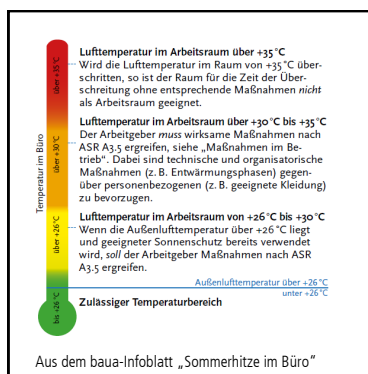 Temperatur im Büro
über +35 °C
über +30 °C
über +26 °C
bis +26 °C
Lufttemperatur im Arbeitsraum über +35 °C
Wird die Lufttemperatur im Raum von +35 °C über-
schritten, so ist der Raum für die Zeit der Über-
schreitung ohne entsprechende Maßnahmen nicht
als Arbeitsraum geeignet.
Lufttemperatur im Arbeitsraum über +30 °C bis +35 °C
Der Arbeitgeber muss wirksame Maßnahmen nach
ASR A3.5 ergreifen, siehe „Maßnahmen im Be-
trieb“. Dabei sind technische und organisatorische
Maßnahmen (z. B. Entwärmungsphasen) gegen-
über personenbezogenen (z. B. geeignete Kleidung)
zu bevorzugen.
Lufttemperatur im Arbeitsraum von +26 °C bis +30 °C
Wenn die Außenlufttemperatur über +26 °C liegt
und geeigneter Sonnenschutz bereits verwendet
wird, soll der Arbeitgeber Maßnahmen nach ASR
A3.5 ergreifen.
Außenlufttemperatur über +26 °C
unter +26 °C
Zulässiger Temperaturbereich
Aus dem baua-Infoblatt „Sommerhitze im Büro“